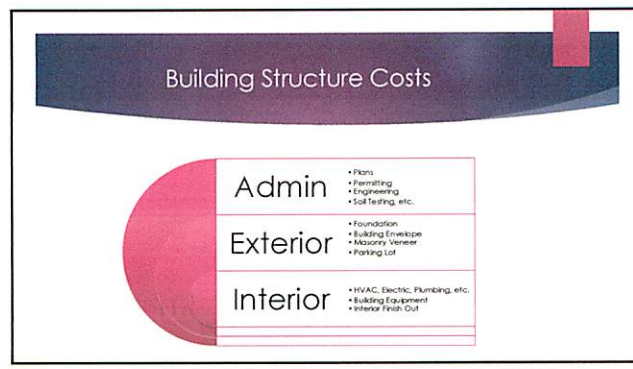 Building Structure Costs
Admin
• Plans
• Permitting
• Engineering
• Soil Testing, etc.
Exterior
• Foundation
• Building Envelope
• Masonry Veneer
• Parking Lot
Interior
• HVAC, Electric, Plumbing, etc.
• Building Equipment
• Interior Finish Out